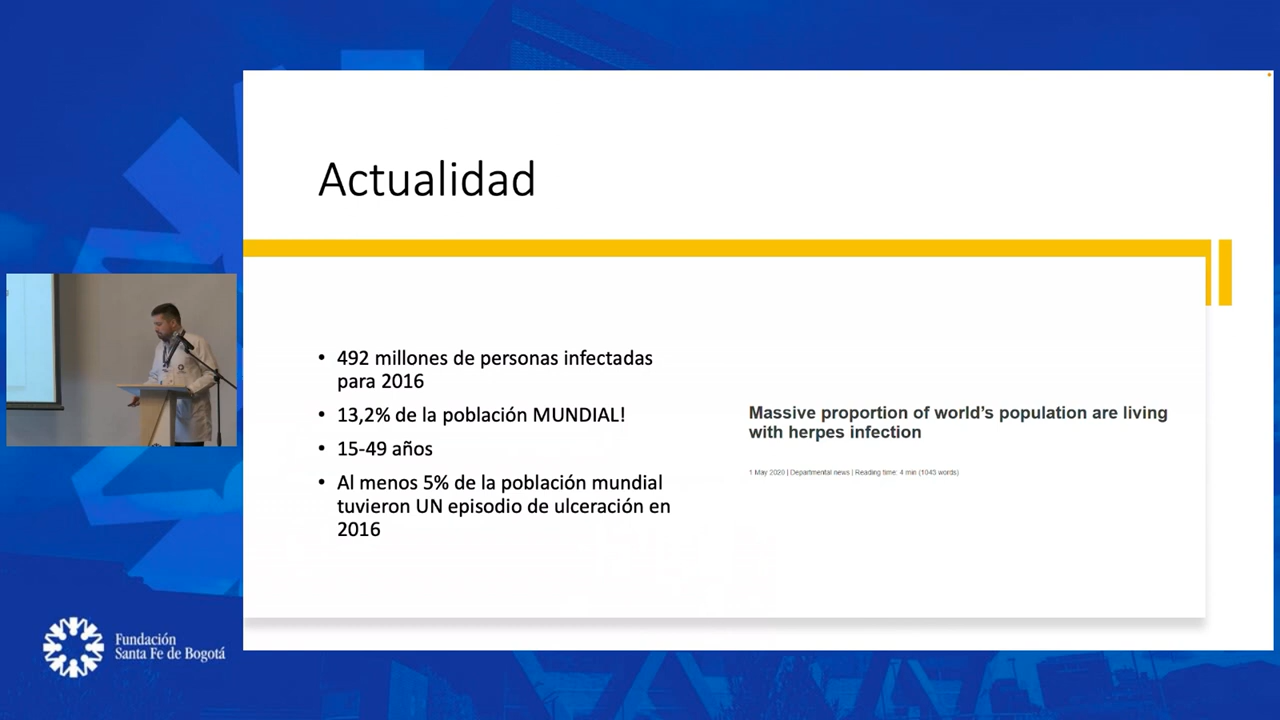 Actualidad
• 492 millones de personas infectadas
para 2016
• 13,2% de la población MUNDIAL!
• 15-49 años
• Al menos 5% de la población mundial
tuvieron UN episodio de ulceración en
2016
Massive proportion of world's population are living
with herpes infection
1 May 2020 | Departmental news | Reading time: 4 min (1043 words)
Fundación
Santa Fe de Bogotá